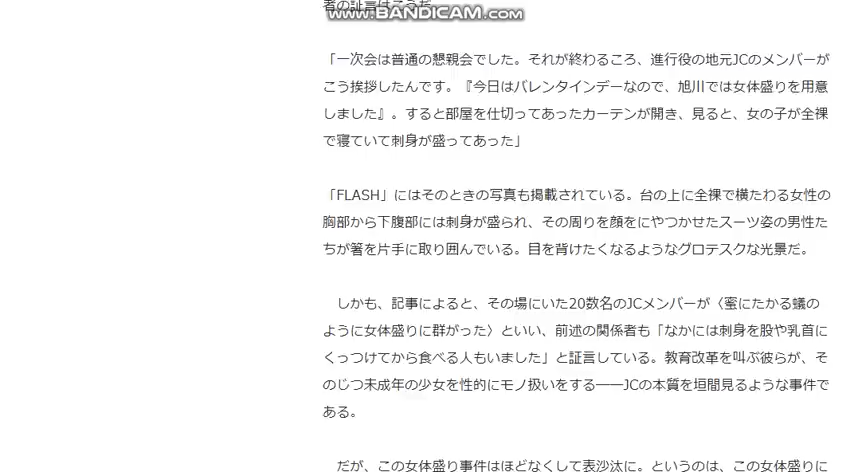 者の証言はこうだ。
www.BANDICAM.com
「一次会は普通の懇親会でした。それが終わるころ、進行役の地元JCのメンバーが
こう挨拶したんです。『今日はバレンタインデーなので、旭川では女体盛りを用意
しました』。すると部屋を仕切ってあったカーテンが開き、見ると、女の子が全裸
で寝ていて刺身が盛ってあった」
「FLASH」にはそのときの写真も掲載されている。台の上に全裸で横たわる女性の
胸部から下腹部には刺身が盛られ、その周りを顔をにやつかせたスーツ姿の男性た
ちが箸を片手に取り囲んでいる。目を背けたくなるようなグロテスクな光景だ。
しかも、記事によると、その場にいた20数名のJCメンバーが〈蜜にたかる蟻の
ように女体盛りに群がった〉といい、前述の関係者も「なかには刺身を股や乳首に
くっつけてから食べる人もいました」と証言している。教育改革を叫ぶ彼らが、そ
のじつ未成年の少女を性的にモノ扱いをする――JCの本質を垣間見るような事件で
ある。
だが、この女体盛り事件はほどなくして表沙汰に。というのは、この女体盛りに